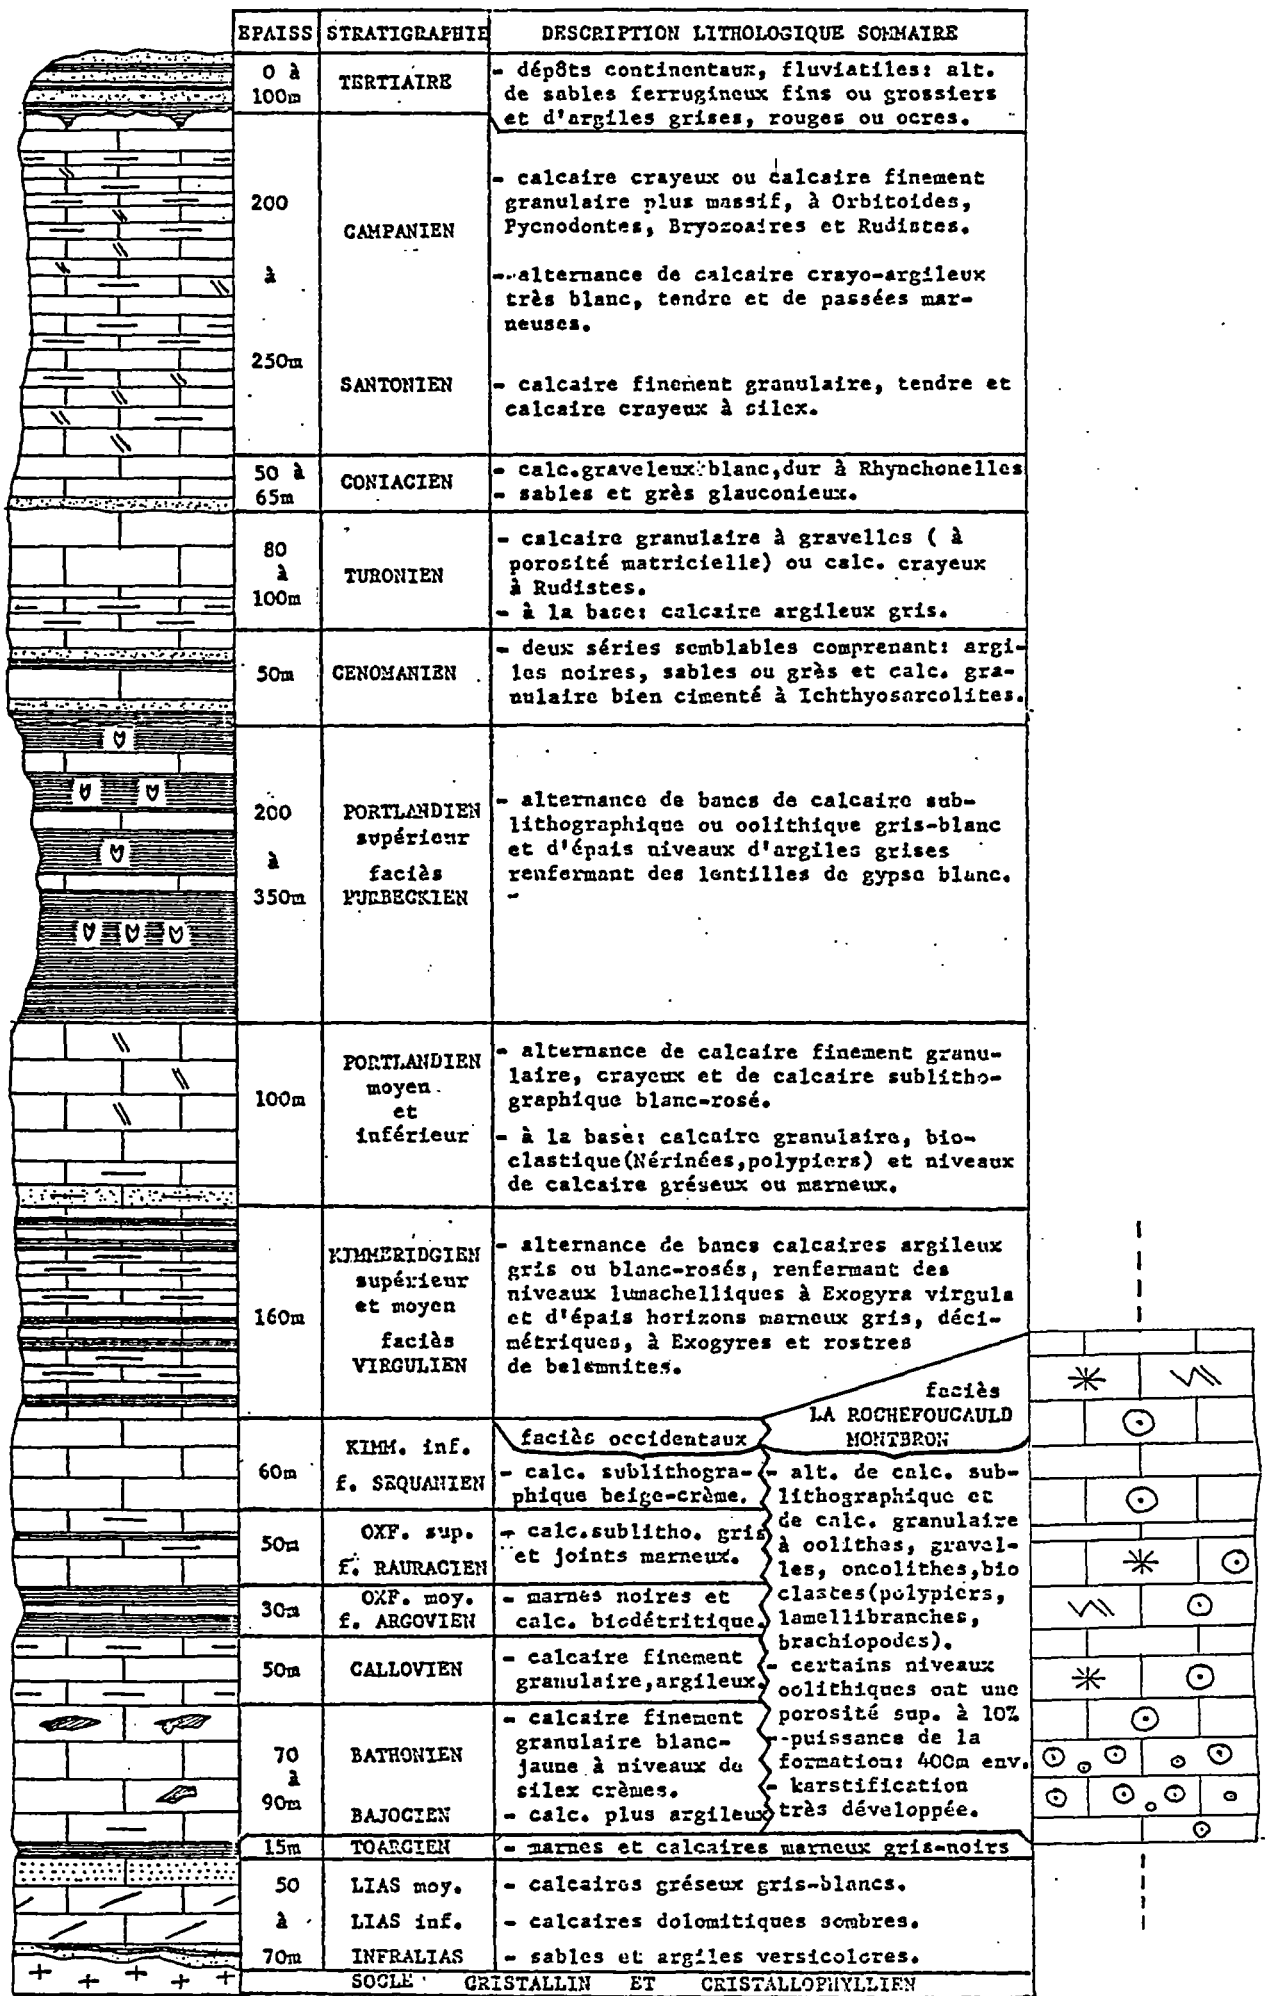 EPAISS STRATIGRAPHIE DESCRIPTION LITHOLOGIQUE SOMMAIRE
0 à
100m
TERTIAIRE
- dépôts continentaux, fluviatiles: alt.
de sables ferrugineux fins ou grossiers
et d'argiles grises, rouges ou ocres.
200
à
250m
CAMPANIEN
SANTONIEN
- calcaire crayeux ou calcaire finement
granulaire plus massif, à Orbitoides,
Pycnodontes, Bryozoaires et Rudistes.
- alternance de calcaire crayo-argileux
très blanc, tendre et de passées mar-
neuses.
- calcaire finement granulaire, tendre et
calcaire crayeux à silex.
50 à
65m
CONIACIEN
- calc.graveleux blanc,dur à Rhynchonelles
- sables et grès glauconieux.
80
à
100m
TURONIEN
- calcaire granulaire à gravelles ( à
porosité matricielle) ou calc. crayeux
à Rudistes.
- à la base: calcaire argileux gris.
50m
CENOMANIEN
- deux séries semblables comprenant: argi-
les noires, sables ou grès et calc. gra-
nulaire bien cimenté à Ichthyosarcolites.
200
à
350m
PORTLANDIEN
supérieur
faciès
PURBECKIEN
- alternance de bancs de calcaire sub-
lithographique ou oolithique gris-blanc
et d'épais niveaux d'argiles grises
renfermant des lentilles de gypse blanc.
-
100m
PORTLANDIEN
moyen
et
inférieur
- alternance de calcaire finement granu-
laire, crayeux et de calcaire sublitho-
graphique blanc-rosé.
- à la base: calcaire granulaire, bio-
clastique(Nérinées,polypiers) et niveaux
de calcaire gréseux ou marneux.
160m
KIMMERIDGIEN
supérieur
et moyen
faciès
VIRGULIEN
- alternance de bancs calcaires argileux
gris ou blanc-rosés, renfermant des
niveaux lumachelliques à Exogyra virgula
et d'épais horizons marneux gris, déci-
métriques, à Exogyres et rostres
de belemnites.
faciès
LA ROCHEFOUCAULD
MONTBRON
faciès occidentaux
60m
KIMM. inf.
f. SEQUANIEN
- calc. sublithogra-
phique beige-crème.
50m
OXF. sup.
f. RAURACIEN
- calc.sublitho. gris
et joints marneux.
30m
OXF. moy.
f. ARGOVIEN
- marnes noires et
calc. biodétritique.
50m
CALLOVIEN
- calcaire finement
granulaire,argileux.
70
à
90m
BATHONIEN
BAJOCIEN
- calcaire finement
granulaire blanc-
jaune à niveaux de
silex crèmes.
- calc. plus argileux
- alt. de calc. sub-
lithographique et
de calc. granulaire
à oolithes, gravel-
les, oncolithes,bio
clastes(polypiers,
lamellibranches,
brachiopodes).
- certains niveaux
oolithiques ont une
porosité sup. à 10%
-puissance de la
formation: 400m env.
- karstification
très développée.
15m
TOARCIEN
- marnes et calcaires marneux gris-noirs
50
à
70m
LIAS moy.
LIAS inf.
INFRALIAS
- calcaires gréseux gris-blancs.
- calcaires dolomitiques sombres.
- sables et argiles versicolores.
SOCLE CRISTALLIN ET CRISTALLOPHYLLIEN